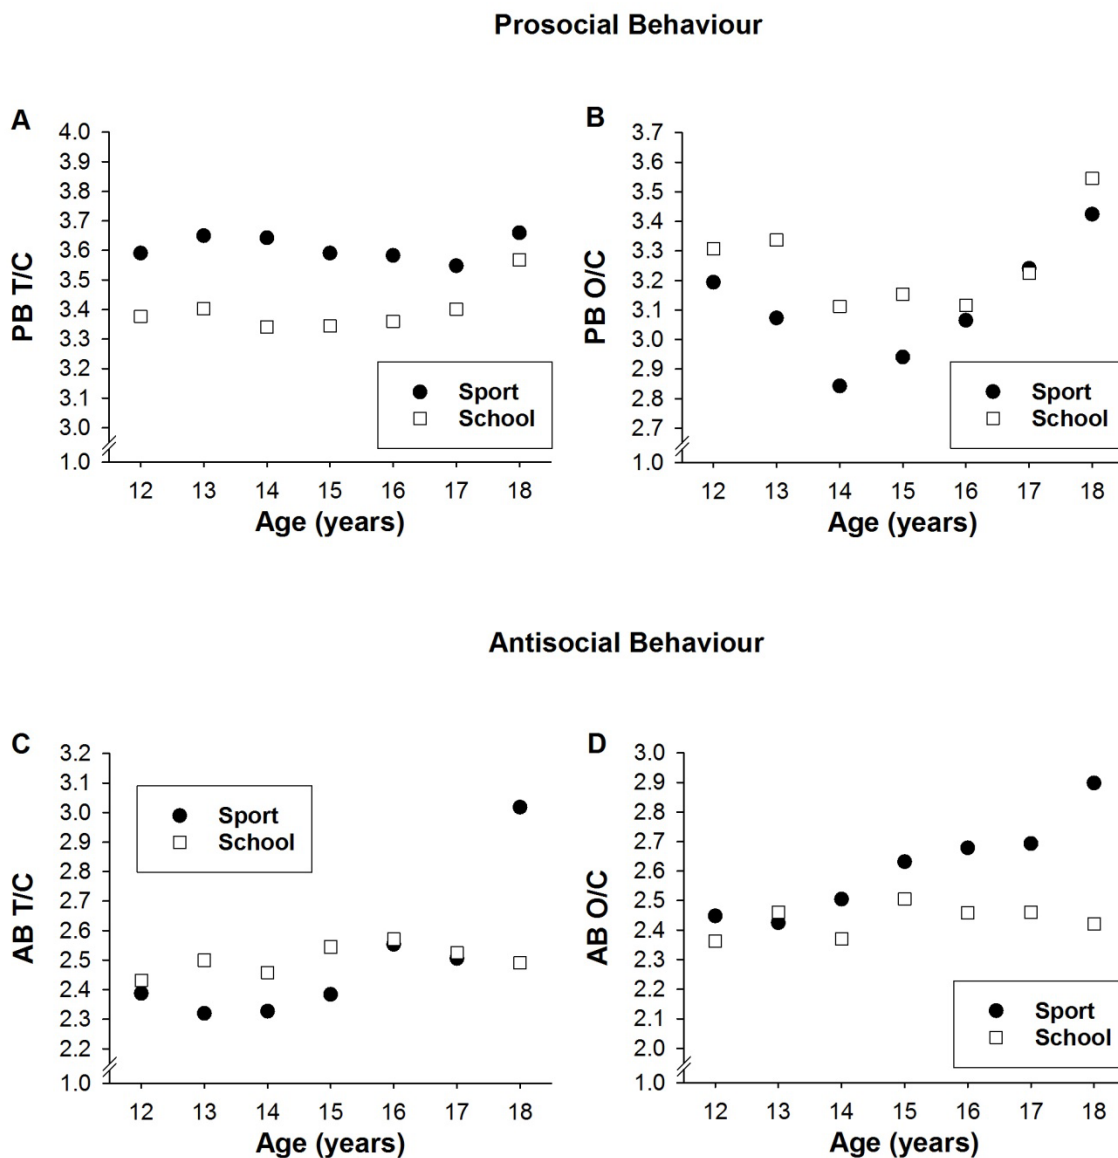 Prosocial Behaviour
A
PB T/C
4.0
3.9
3.8
3.7
3.6
3.5
3.4
3.3
3.2
3.1
3.0
1.0
12 13 14 15 16 17 18
Age (years)
Sport
School
B
PB O/C
3.7
3.6
3.5
3.4
3.3
3.2
3.1
3.0
2.9
2.8
2.7
1.0
12 13 14 15 16 17 18
Age (years)
Sport
School
Antisocial Behaviour
C
AB T/C
3.2
3.1
3.0
2.9
2.8
2.7
2.6
2.5
2.4
2.3
2.2
1.0
12 13 14 15 16 17 18
Age (years)
Sport
School
D
AB O/C
3.0
2.9
2.8
2.7
2.6
2.5
2.4
2.3
2.2
2.1
2.0
1.0
12 13 14 15 16 17 18
Age (years)
Sport
School